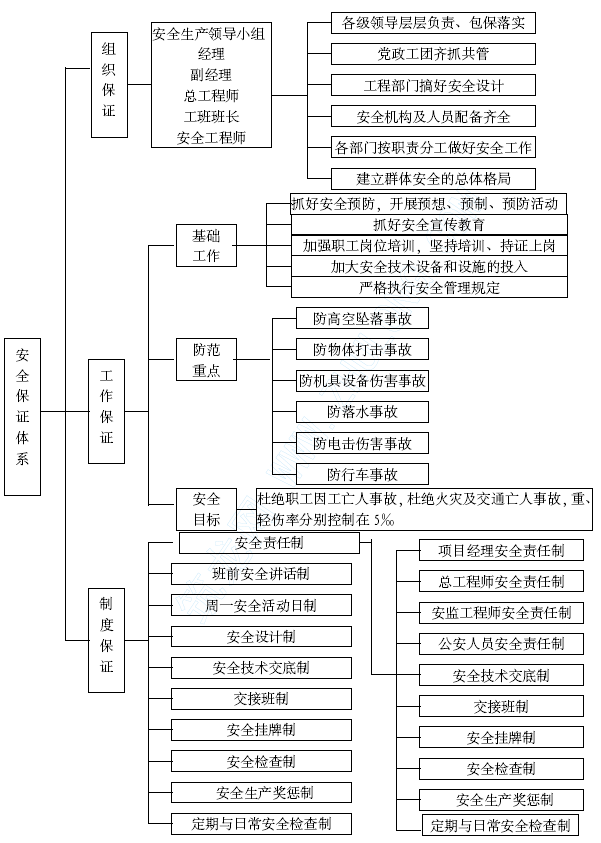 安全保证体系
组织保证
安全生产领导小组
经理
副经理
总工程师
工班班长
安全工程师
各级领导层层负责、包保落实
党政工团齐抓共管
工程部门搞好安全设计
安全机构及人员配备齐全
各部门按职责分工做好安全工作
建立群体安全的总体格局
工作保证
基础
工作
抓好安全预防，开展预想、预制、预防活动
抓好安全宣传教育
加强职工岗位培训，坚持培训、持证上岗
加大安全技术设备和设施的投入
严格执行安全管理规定
防范
重点
防高空坠落事故
防物体打击事故
防机具设备伤害事故
防落水事故
防电击伤害事故
防行车事故
安全
目标
杜绝职工因工亡人事故，杜绝火灾及交通亡人事故，重、
轻伤率分别控制在5‰
制度保证
安全责任制
班前安全讲话制
周一安全活动日制
安全设计制
安全技术交底制
交接班制
安全挂牌制
安全检查制
安全生产奖惩制
定期与日常安全检查制
项目经理安全责任制
总工程师安全责任制
安监工程师安全责任制
公安人员安全责任制
安全技术交底制
交接班制
安全挂牌制
安全检查制
安全生产奖惩制
定期与日常安全检查制